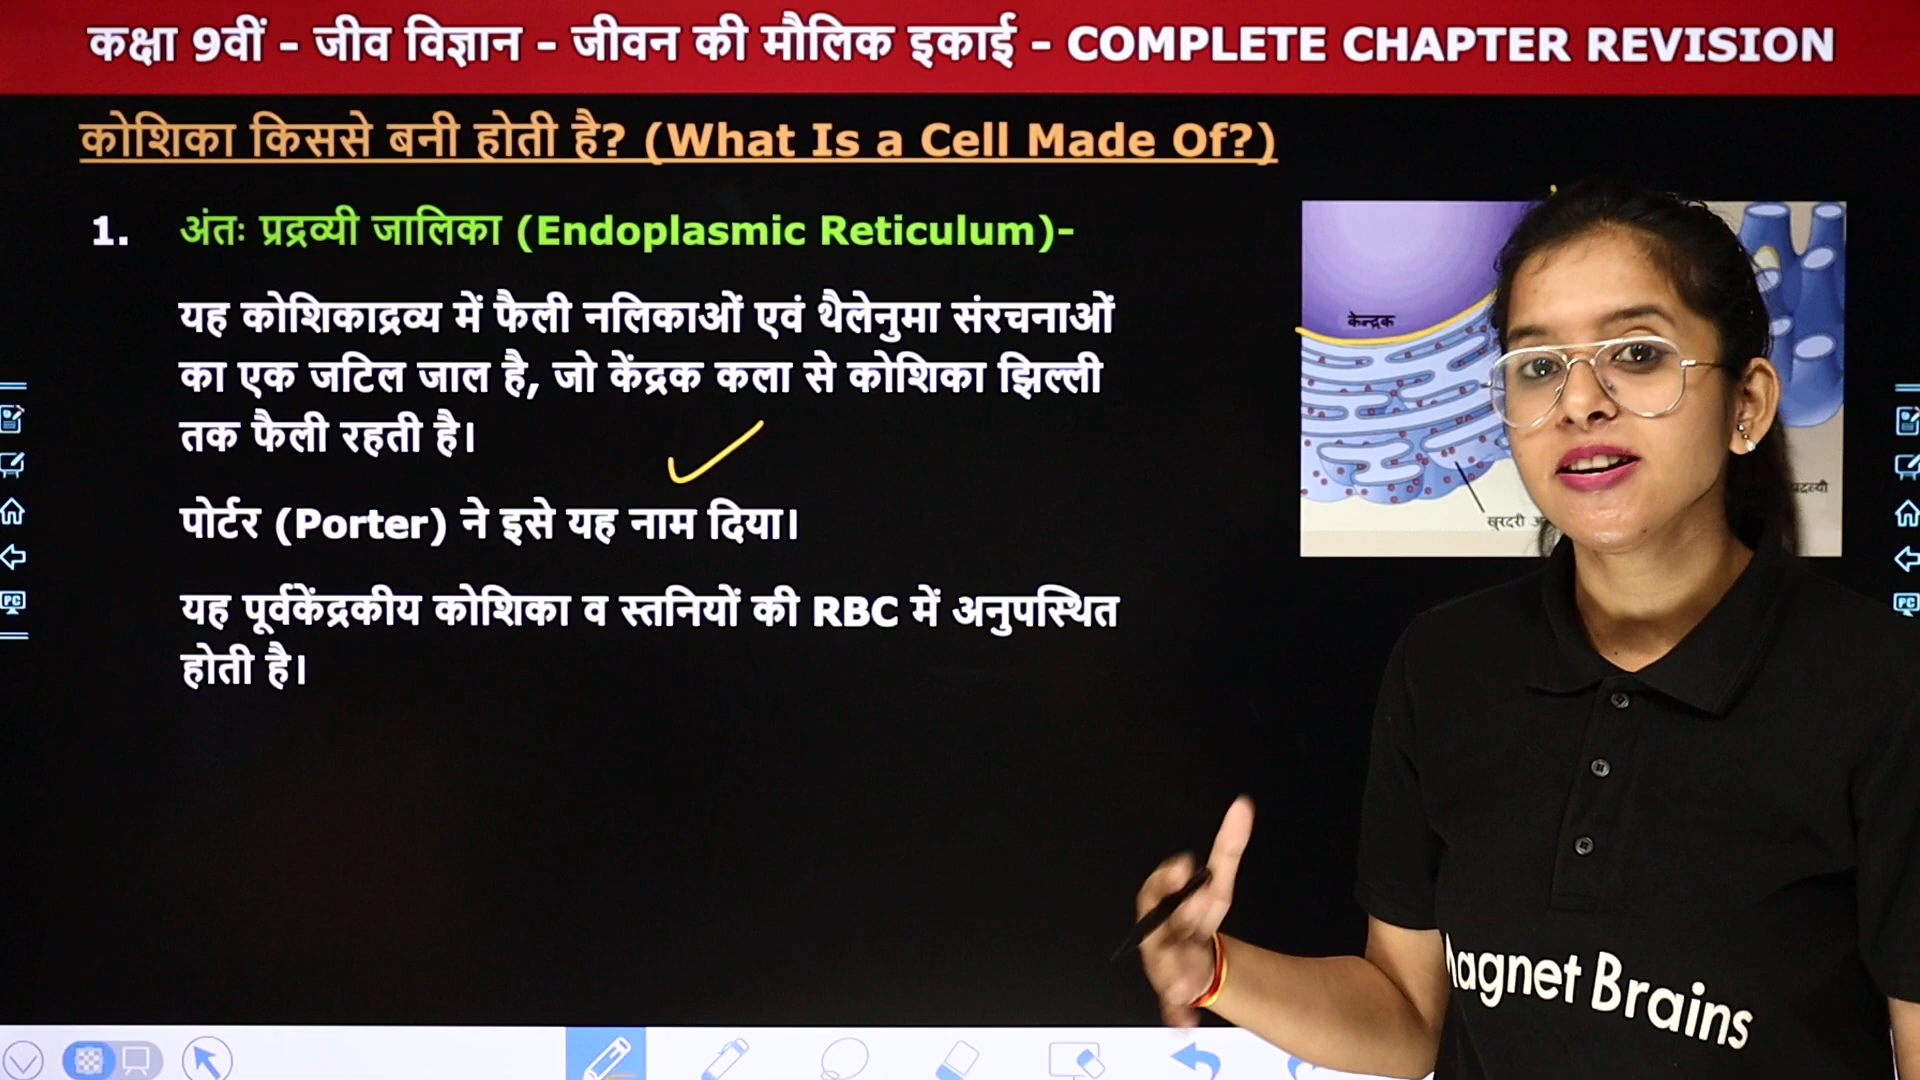 कक्षा 9वीं - जीव विज्ञान - जीवन की मौलिक इकाई - COMPLETE CHAPTER REVISION
कोशिका किससे बनी होती है? (What Is a Cell Made Of?)
1. अंतः प्रद्रव्यी जालिका (Endoplasmic Reticulum)-
यह कोशिकाद्रव्य में फैली नलिकाओं एवं थैलेनुमा संरचनाओं
का एक जटिल जाल है, जो केंद्रक कला से कोशिका झिल्ली
तक फैली रहती है।
पोर्टर (Porter) ने इसे यह नाम दिया।
यह पूर्वकेंद्रकीय कोशिका व स्तनियों की RBC में अनुपस्थित
होती है।
केन्द्रक
खुरदरी
PC
PC
agnet Brains